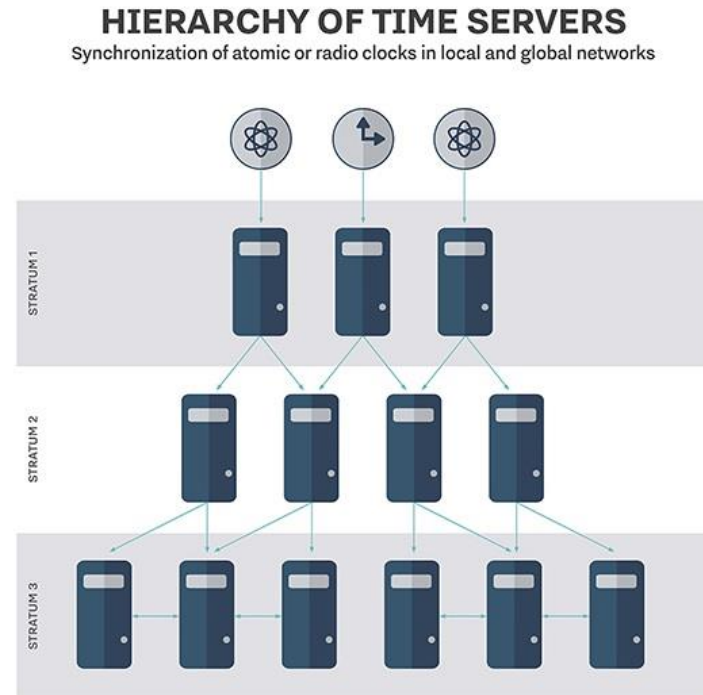 HIERARCHY OF TIME SERVERS
Synchronization of atomic or radio clocks in local and global networks
STRATUM 1
STRATUM 2
STRATUM 3